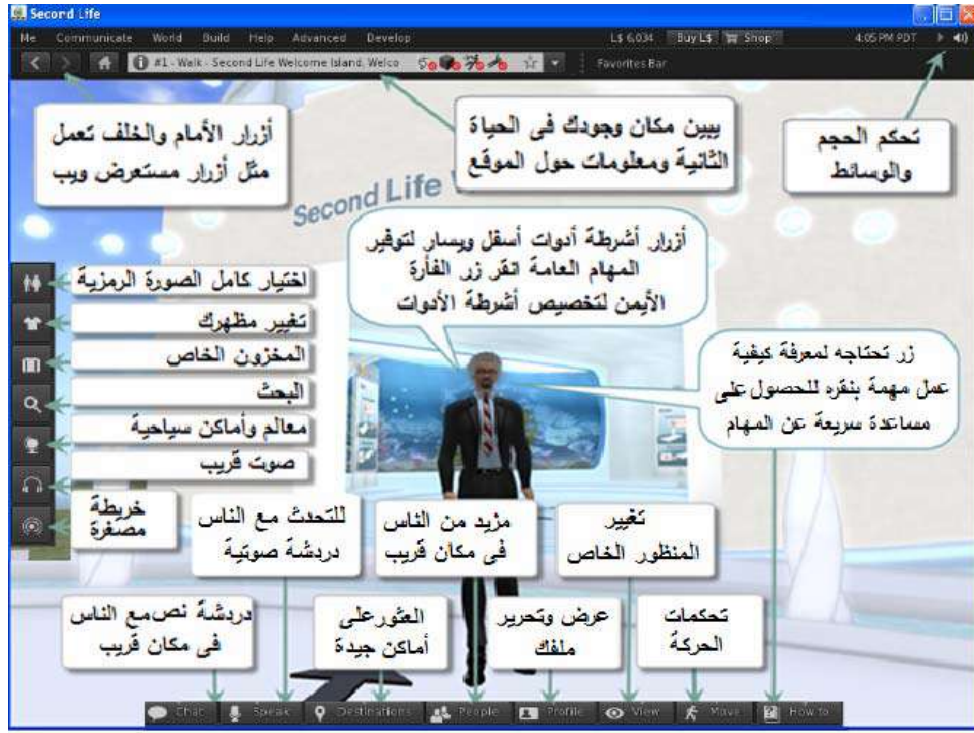 Second Life
Me Communicate World Build Help Advanced Develop L$ 6,034 Buy L$ Shop 4:05 PM PDT
#1 - Walk - Second Life Welcome Island, Welco Favorites Bar
أزرار الأمام والخلف تعمل
مثل أزرار مستعرض ويب
يبين مكان وجودك فى الحياة
الثانية ومعلومات حول الموقع
تحكم الحجم
والوسائط
Second Life
أزرار أشرطة أدوات أسفل ويسار لتوفير
المهام العامة انقر زر الفأرة
الأيمن لتخصيص أشرطة الأدوات
اختيار كامل الصورة الرمزية
تغيير مظهرك
المخزون الخاص
البحث
معالم وأماكن سياحية
صوت قريب
خريطة
مصغرة
زر تحتاجه لمعرفة كيفية
عمل مهمة بنقره للحصول على
مساعدة سريعة عن المهام
للتحدث مع الناس
دردشة صوتية
مزيد من الناس
فى مكان قريب
تغيير
المنظور الخاص
دردشة نص مع الناس
فى مكان قريب
العثور على
أماكن جيدة
عرض وتحرير
ملفك
تحكمات
الحركة
Chat Speak Destinations People Profile View Move How to